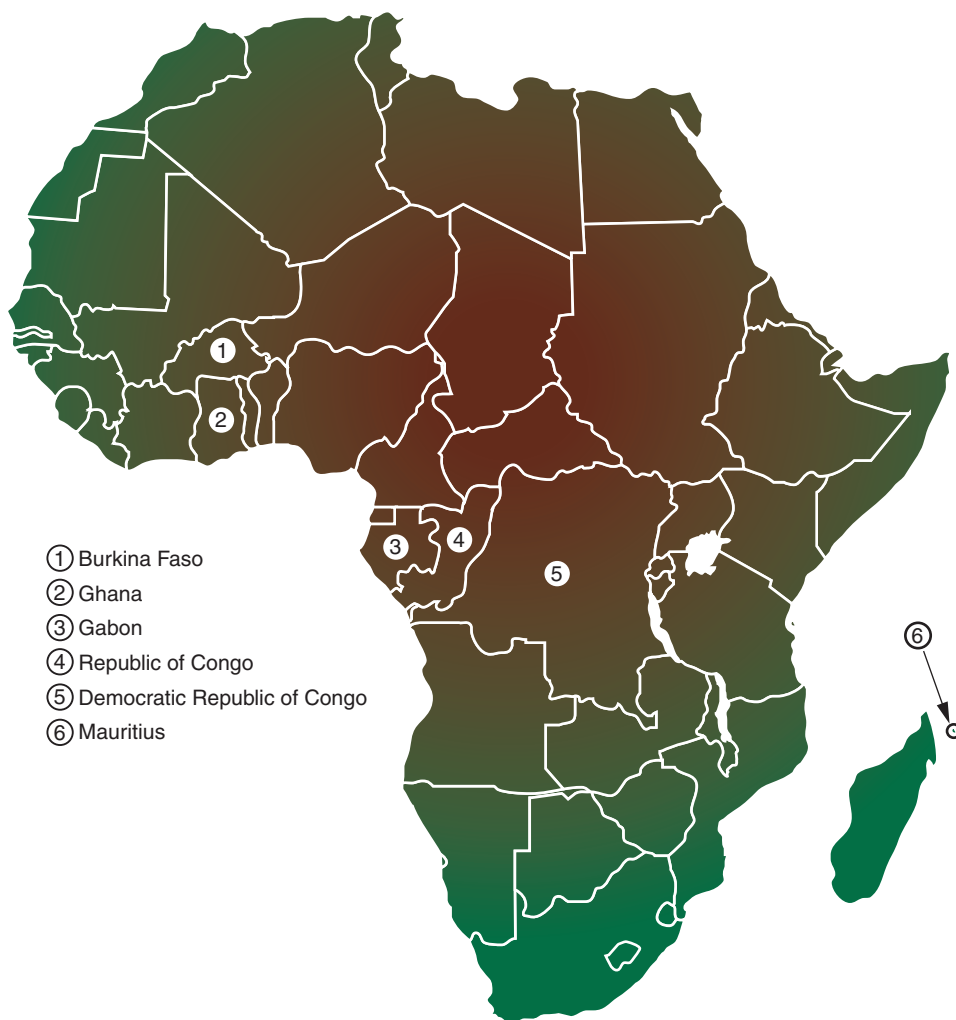 1
2
3
4
5
6
1 Burkina Faso
2 Ghana
3 Gabon
4 Republic of Congo
5 Democratic Republic of Congo
6 Mauritius